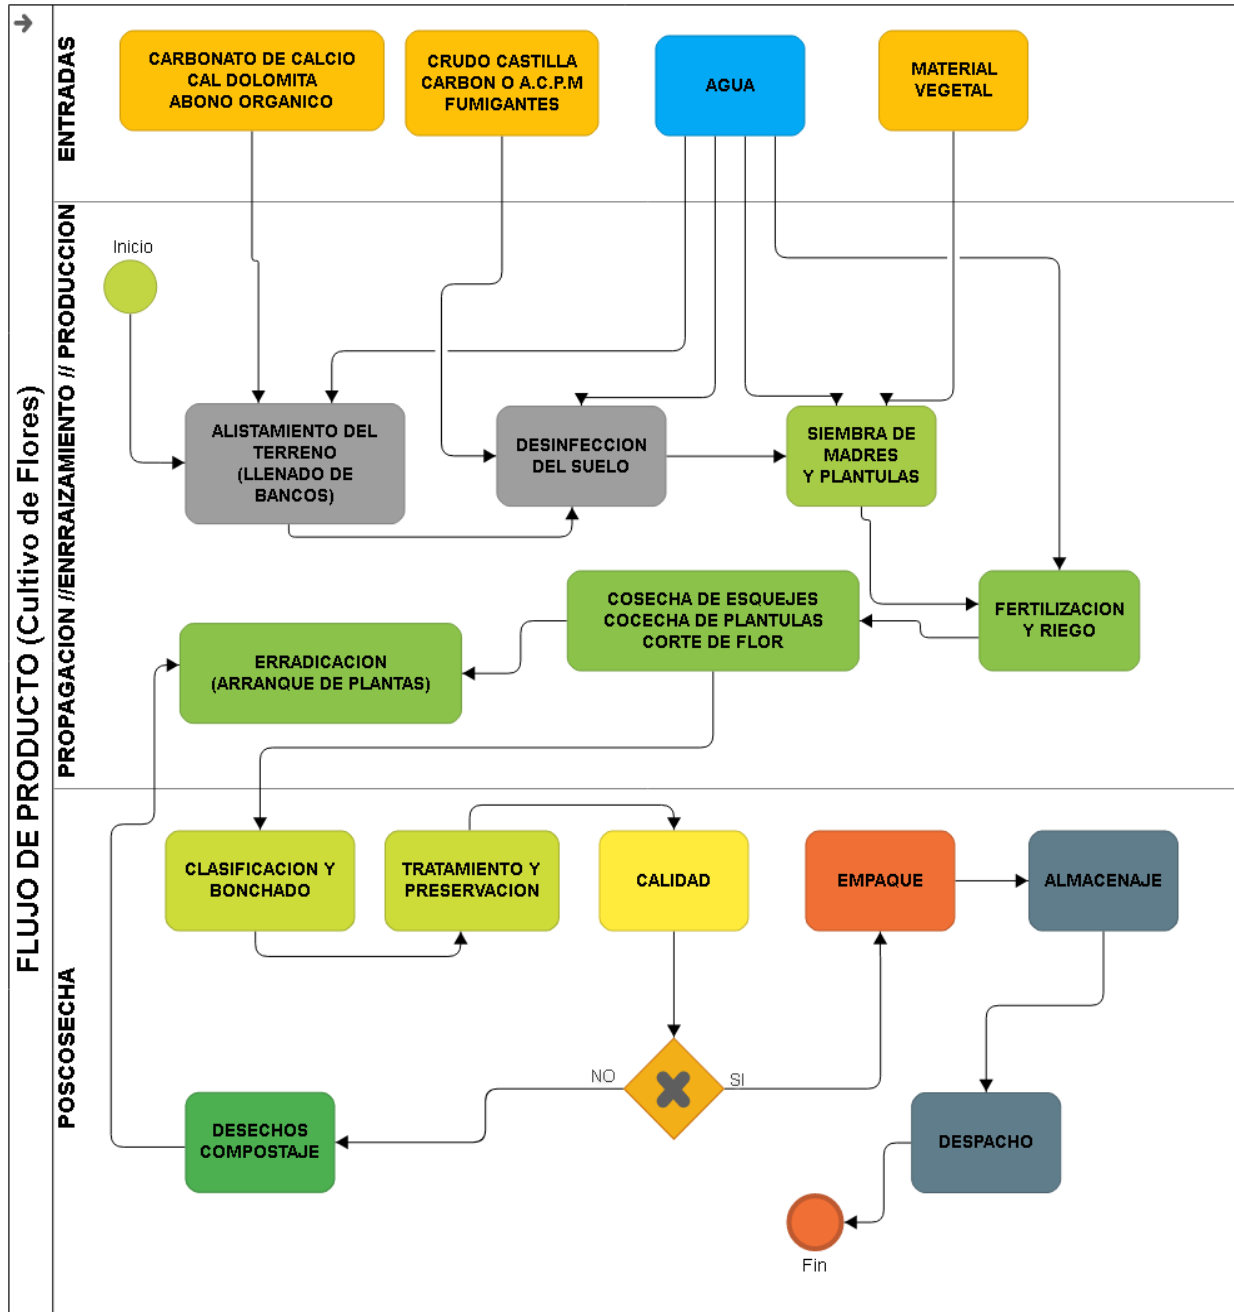 FLUJO DE PRODUCTO (Cultivo de Flores)
ENTRADAS
CARBONATO DE CALCIO
CAL DOLOMITA
ABONO ORGANICO
CRUDO CASTILLA
CARBON O A.C.P.M
FUMIGANTES
AGUA
MATERIAL
VEGETAL
PROPAGACION //ENRRAIZAMIENTO // PRODUCCION
Inicio
ALISTAMIENTO DEL
TERRENO
(LLENADO DE
BANCOS)
DESINFECCION
DEL SUELO
SIEMBRA DE
MADRES
Y PLANTULAS
FERTILIZACION
Y RIEGO
COSECHA DE ESQUEJES
COCECHA DE PLANTULAS
CORTE DE FLOR
ERRADICACION
(ARRANQUE DE PLANTAS)
POSCOSECHA
CLASIFICACION Y
BONCHADO
TRATAMIENTO Y
PRESERVACION
CALIDAD
EMPAQUE
ALMACENAJE
NO
SI
DESECHOS
COMPOSTAJE
DESPACHO
Fin